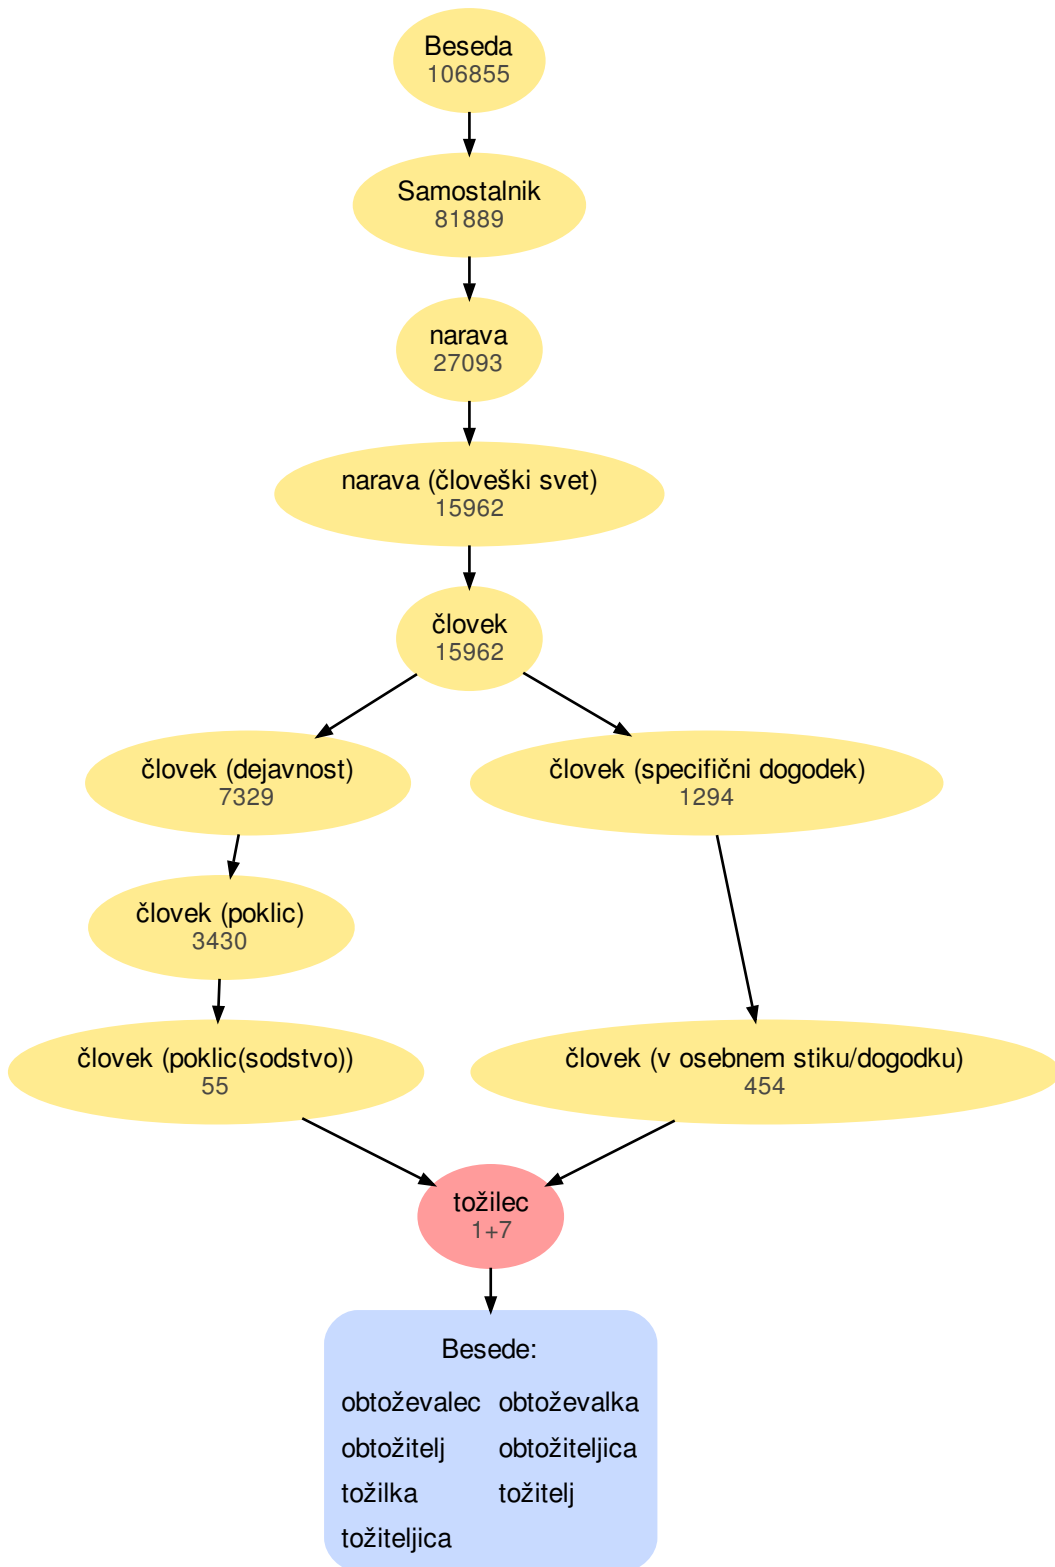 Beseda
106855
Samostalnik
81889
narava
27093
narava (človeški svet)
15962
človek
15962
človek (dejavnost)
7329
človek (specifični dogodek)
1294
človek (poklic)
3430
človek (poklic(sodstvo))
55
človek (v osebnem stiku/dogodku)
454
tožilec
1+7
Besede:
obtoževalec obtoževalka
obtožitelj obtožiteljica
tožilka tožitelj
tožiteljica